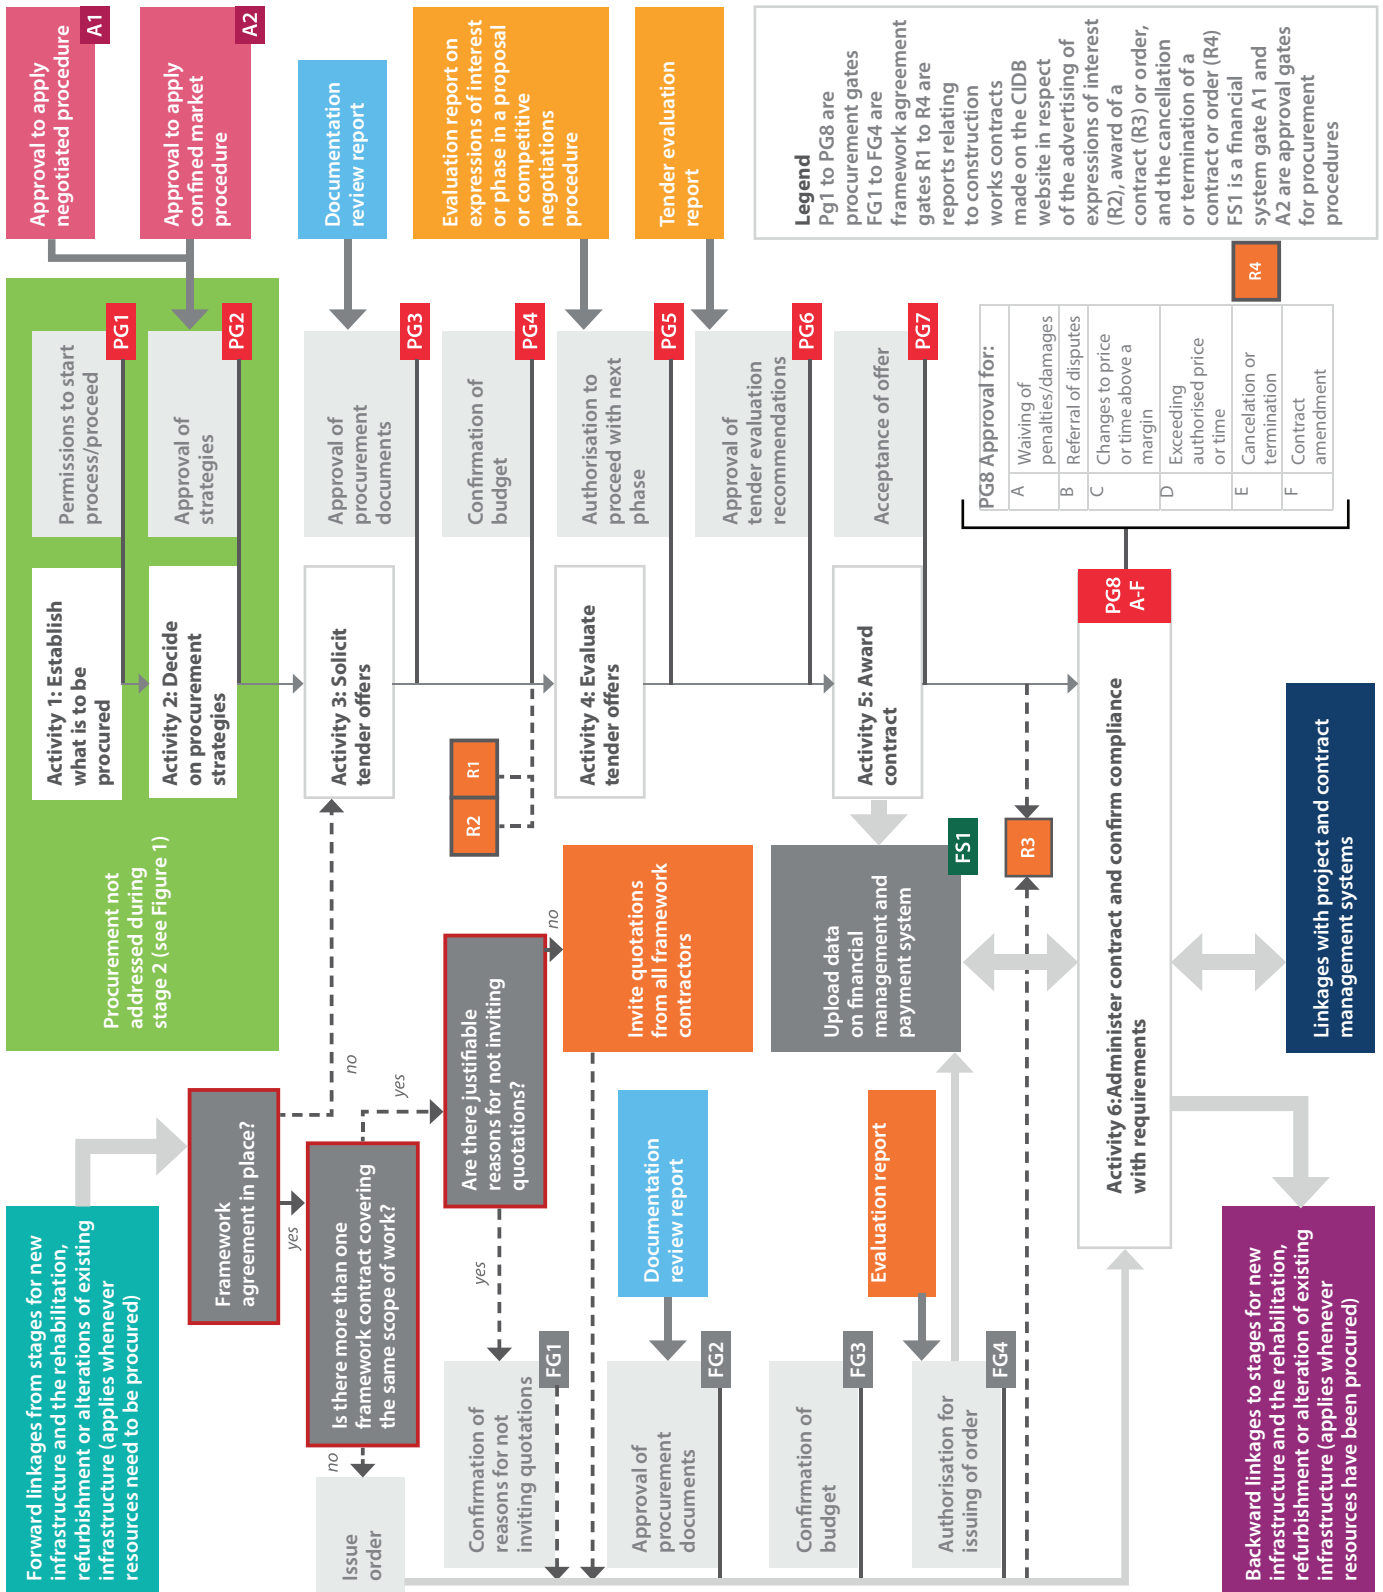 Forward linkages from stages for new
infrastructure and the rehabilitation,
refurbishment or alterations of existing
infrastructure (applies whenever
resources need to be procured)
Framework
agreement in place?
yes
no
Is there more than one
framework contract covering
the same scope of work?
no
yes
Issue
order
Are there justifiable
reasons for not inviting
quotations?
yes
no
Confirmation of
reasons for not
inviting quotations
FG1
Invite quotations
from all framework
contractors
Documentation
review report
Approval of
procurement
documents
FG2
Confirmation of
budget
FG3
Evaluation report
Authorisation for
issuing of order
FG4
Procurement not
addressed during
stage 2 (see Figure 1)
Activity 1: Establish
what is to be
procured
Permissions to start
process/proceed
PG1
Approval to apply
negotiated procedure
A1
Activity 2: Decide
on procurement
strategies
Approval of
strategies
PG2
Approval to apply
confined market
procedure
A2
Activity 3: Solicit
tender offers
Approval of
procurement
documents
PG3
Documentation
review report
Confirmation of
budget
PG4
R2
R1
Activity 4: Evaluate
tender offers
Authorisation to
proceed with next
phase
PG5
Evaluation report on
expressions of interest
or phase in a proposal
or competitive
negotiations
procedure
Approval of
tender evaluation
recommendations
PG6
Tender evaluation
report
Activity 5: Award
contract
Acceptance of offer
PG7
Upload data
on financial
management and
payment system
FS1
R3
Activity 6:Administer contract and confirm compliance
with requirements
PG8
A-F
PG8 Approval for:
A Waiving of
penalties/damages
B Referral of disputes
C Changes to price
or time above a
margin
D Exceeding
authorised price
or time
E Cancelation or
termination
F Contract
amendment
R4
Legend
Pg1 to PG8 are
procurement gates
FG1 to FG4 are
framework agreement
gates R1 to R4 are
reports relating
to construction
works contracts
made on the CIDB
website in respect
of the advertising of
expressions of interest
(R2), award of a
contract (R3) or order,
and the cancellation
or termination of a
contract or order (R4)
FS1 is a financial
system gate A1 and
A2 are approval gates
for procurement
procedures
Backward linkages to stages for new
infrastructure and the rehabilitation,
refurbishment or alteration of existing
infrastructure (applies whenever
resources have been procured)
Linkages with project and contract
management systems